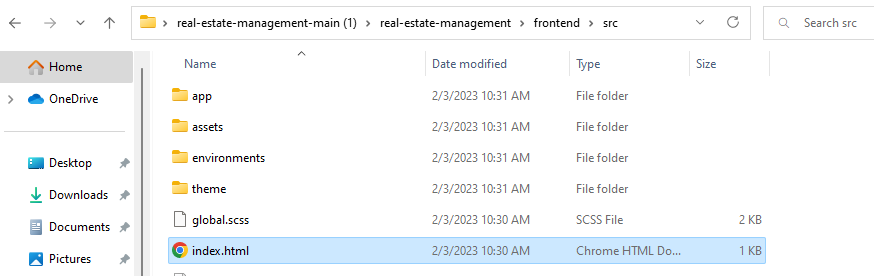 real-estate-management-main (1) > real-estate-management > frontend > src
Search src
Name Date modified Type Size
Home
OneDrive
Desktop
Downloads
Documents
Pictures
app 2/3/2023 10:31 AM File folder
assets 2/3/2023 10:31 AM File folder
environments 2/3/2023 10:31 AM File folder
theme 2/3/2023 10:31 AM File folder
global.scss 2/3/2023 10:30 AM SCSS File 2 KB
index.html 2/3/2023 10:30 AM Chrome HTML Do... 1 KB